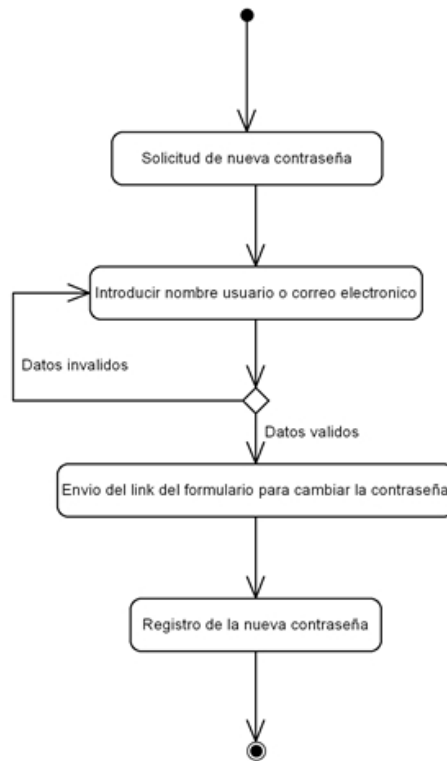 Solicitud de nueva contraseña
Introducir nombre usuario o correo electronico
Datos invalidos
Datos validos
Envio del link del formulario para cambiar la contraseña
Registro de la nueva contraseña